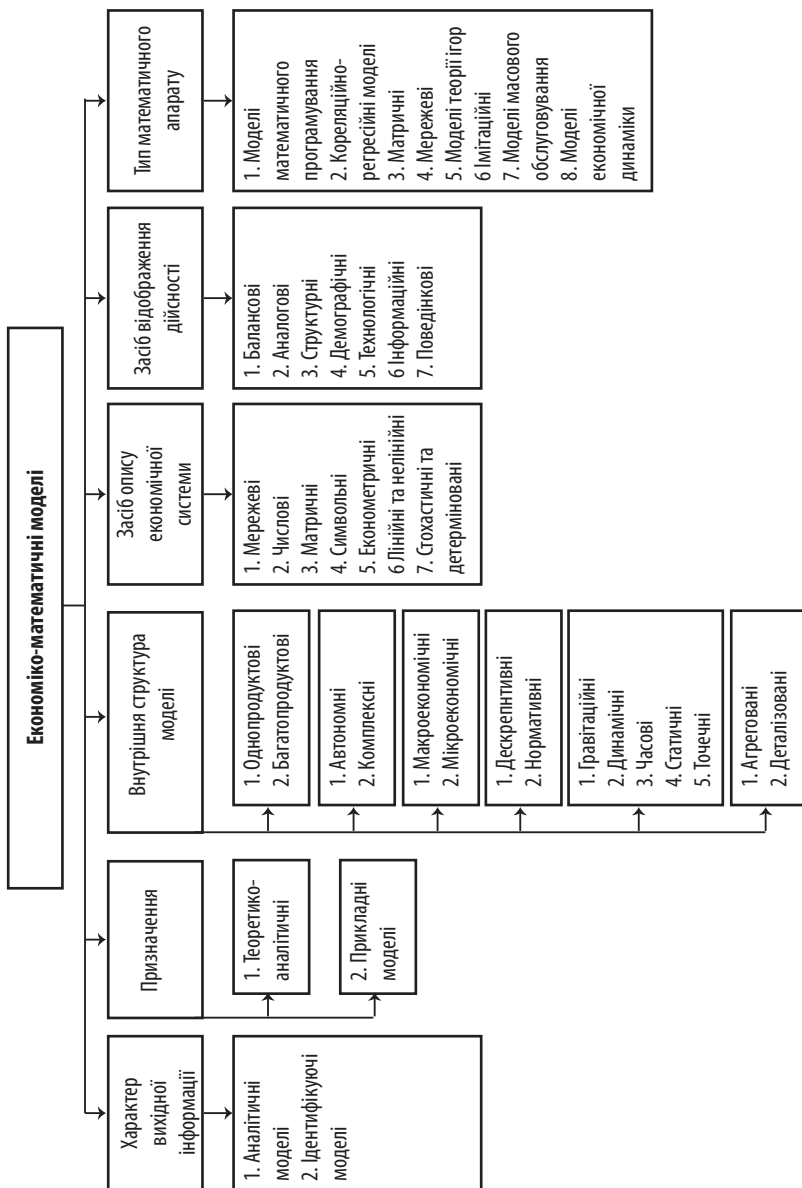 Економіко-математичні моделі
Характер
вихідної
інформації
1. Аналітичні
моделі
2. Ідентифікуючі
моделі
Призначення
1. Теоретико-
аналітичні
2. Прикладні
моделі
Внутрішня структура
моделі
1. Однопродуктові
2. Багатопродуктові
1. Автономні
2. Комплексні
1. Макроекономічні
2. Мікроекономічні
1. Дескрепнтивні
2. Нормативні
1. Гравітаційні
2. Динамічні
3. Часові
4. Статичні
5. Точечні
1. Агреговані
2. Деталізовані
Засіб опису
економічної
системи
1. Мережеві
2. Числові
3. Матричні
4. Символьні
5. Економетричні
6 Лінійні та нелінійні
7. Стохастичні та
детерміновані
Засіб відображення
дійсності
1. Балансові
2. Аналогові
3. Структурні
4. Демографічні
5. Технологічні
6 Інформаційні
7. Поведінкові
Тип математичного
апарату
1. Моделі
математичного
програмування
2. Кореляційно-
регресійні моделі
3. Матричні
4. Мережеві
5. Моделі теорії ігор
6 Імітаційні
7. Моделі масового
обслуговування
8. Моделі
економічної
динаміки